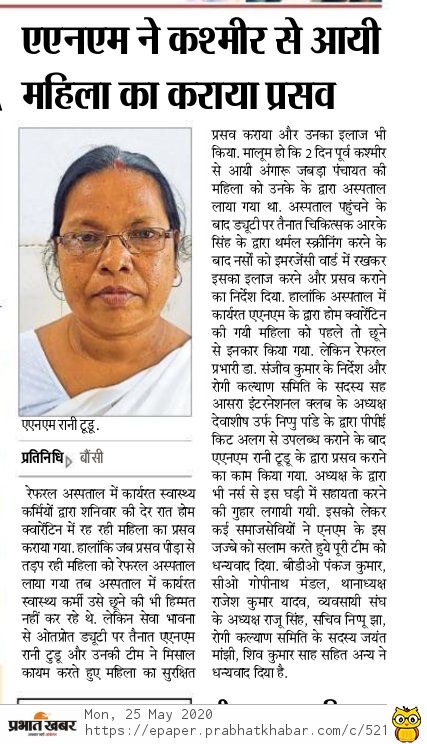 एएनएम ने कश्मीर से आयी
महिला का कराया प्रसव
एएनएम रानी टूडू.
प्रतिनिधि बौंसी
रेफरल अस्पताल में कार्यरत स्वास्थ्य
कर्मियों द्वारा शनिवार की देर रात होम
क्वारेंटिन में रह रही महिला का प्रसव
कराया गया. हालांकि जब प्रसव पीड़ा से
तड़प रही महिला को रेफरल अस्पताल
लाया गया तब अस्पताल में कार्यरत
स्वास्थ्य कर्मी उसे छूने की भी हिम्मत
नहीं कर रहे थे. लेकिन सेवा भावना
से ओतप्रोत ड्यूटी पर तैनात एएनएम
रानी टुडू और उनकी टीम ने मिसाल
कायम करते हुए महिला का सुरक्षित
प्रसव कराया और उनका इलाज भी
किया. मालूम हो कि 2 दिन पूर्व कश्मीर
से आयी अंगारू जबड़ा पंचायत की
महिला को उनके के द्वारा अस्पताल
लाया गया था. अस्पताल पहुंचने के
बाद ड्यूटी पर तैनात चिकित्सक आरके
सिंह के द्वारा थर्मल स्क्रीनिंग करने के
बाद नर्सों को इमरजेंसी वार्ड में रखकर
इसका इलाज करने और प्रसव कराने
का निर्देश दिया. हालांकि अस्पताल में
कार्यरत एएनएम के द्वारा होम क्वारेंटिन
की गयी महिला को पहले तो छूने
से इनकार किया गया. लेकिन रेफरल
प्रभारी डा. संजीव कुमार के निर्देश और
रोगी कल्याण समिति के सदस्य सह
आसरा इंटरनेशनल क्लब के अध्यक्ष
देवाशीष उर्फ निप्पु पांडे के द्वारा पीपीई
किट अलग से उपलब्ध कराने के बाद
एएनएम रानी टूडू के द्वारा प्रसव कराने
का काम किया गया. अध्यक्ष के द्वारा
भी नर्स से इस घड़ी में सहायता करने
की गुहार लगायी गयी. इसको लेकर
कई समाजसेवियों ने एनएम के इस
जज्बे को सलाम करते हुये पूरी टीम को
धन्यवाद दिया. बीडीओ पंकज कुमार,
सीओ गोपीनाथ मंडल, थानाध्यक्ष
राजेश कुमार यादव, व्यवसायी संघ
के अध्यक्ष राजू सिंह, सचिव निप्पू झा,
रोगी कल्याण समिति के सदस्य जयंत
मांझी, शिव कुमार साह सहित अन्य ने
धन्यवाद दिया है.
प्रभात खबर
Mon, 25 May 2020
https://epaper.prabhatkhabar.com/c/521